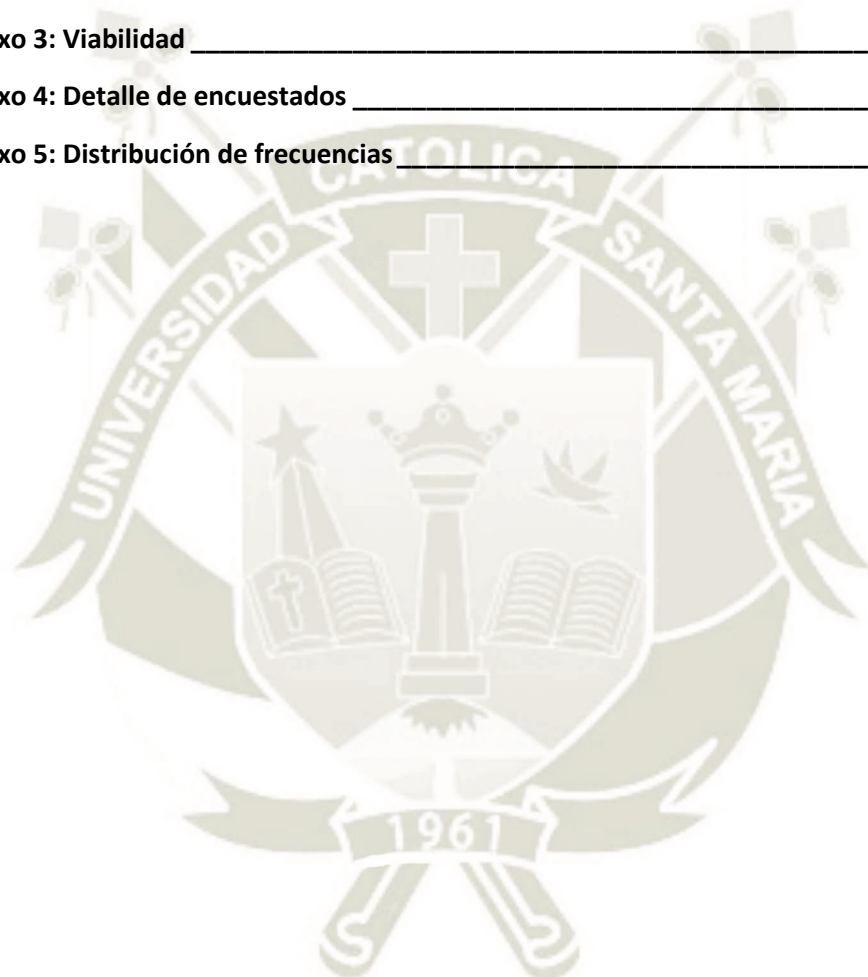 xo 3: Viabilidad
xo 4: Detalle de encuestados
xo 5: Distribución de frecuencias
UNIVERSIDAD CATOLICA SANTA MARIA
1961